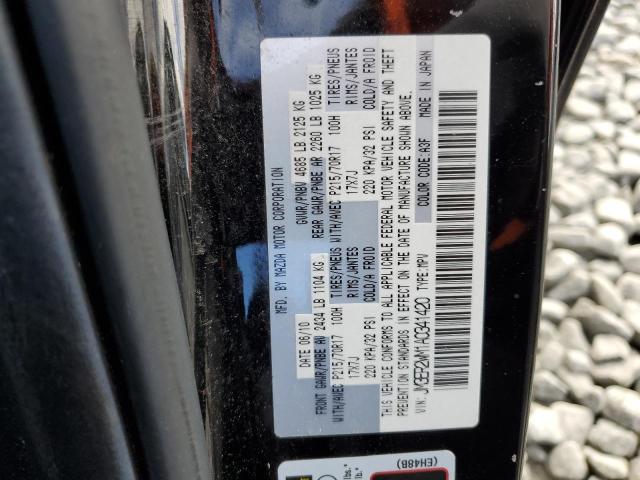 MFD. BY MAZDA MOTOR CORPORATION
DATE 06/10 GVWR/PNBV 4685 LB 2125 KG
FRONT GAWR/PNBE AV 2434 LB 1104 KG REAR GAWR/PNBE AR 2260 LB 1025 KG
WITH/AVEC P215/70R17 100H TIRES/PNEUS WITH/AVEC P215/70R17 100H TIRES/PNEUS
17X7J RIMS/JANTES 17X7J RIMS/JANTES
220 KPA/32 PSI COLD/A FROID 220 KPA/32 PSI COLD/A FROID
THIS VEHICLE CONFORMS TO ALL APPLICABLE FEDERAL MOTOR VEHICLE SAFETY AND THEFT
PREVENTION STANDARDS IN EFFECT ON THE DATE OF MANUFACTURE SHOWN ABOVE.
VIN: JM3ER2WM1A0341420 TYPE: MPV COLOR CODE: A3F MADE IN JAPAN
(EH48B)
lbs.
lb.